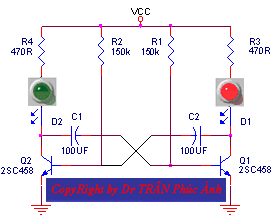 VCC
R4
470R
R2
150k
R1
150k
R3
470R
D2
C1
100UF
C2
100UF
D1
Q2
2SC458
Q1
2SC458
CopyRight by Dr TRÂN Phúc Ánh